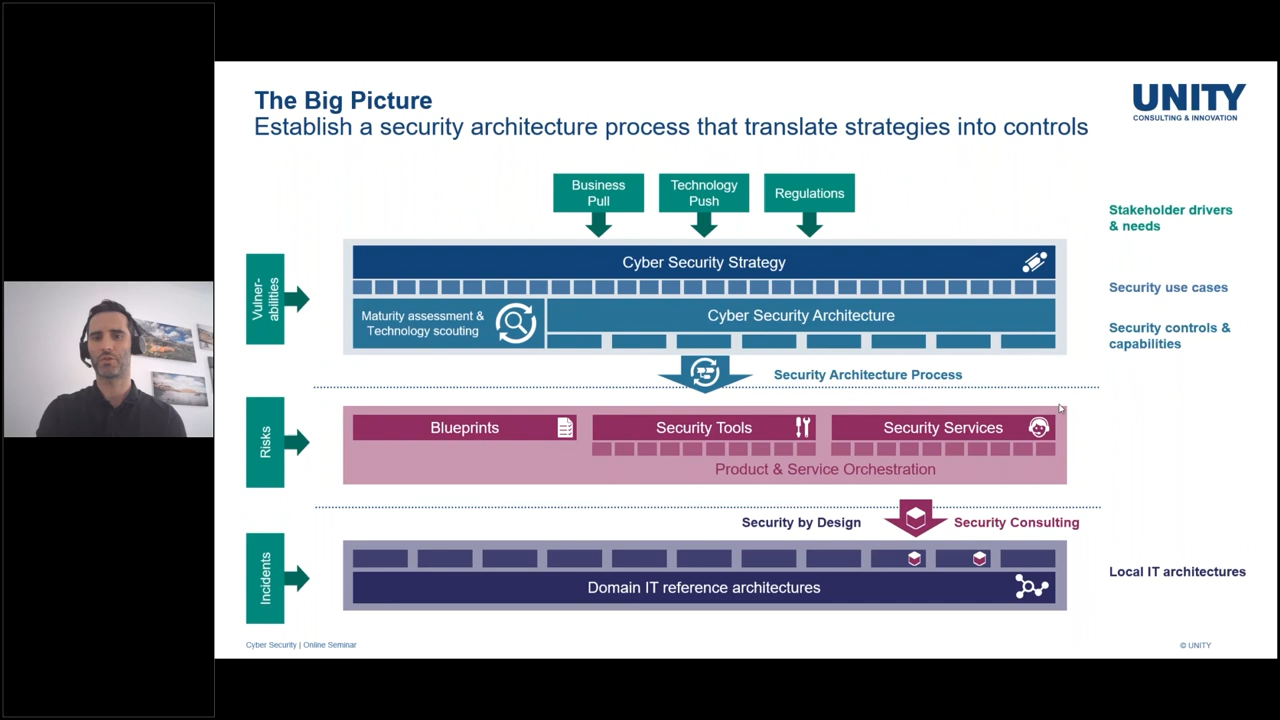 The Big Picture
Establish a security architecture process that translate strategies into controls
UNITY
CONSULTING & INNOVATION
Business
Pull
Technology
Push
Regulations
Stakeholder drivers
& needs
Vulner-
abilities
Cyber Security Strategy
Security use cases
Maturity assessment &
Technology scouting
Cyber Security Architecture
Security controls &
capabilities
Security Architecture Process
Risks
Blueprints
Security Tools
Security Services
Product & Service Orchestration
Security by Design
Security Consulting
Incidents
Domain IT reference architectures
Local IT architectures
Cyber Security | Online Seminar
© UNITY